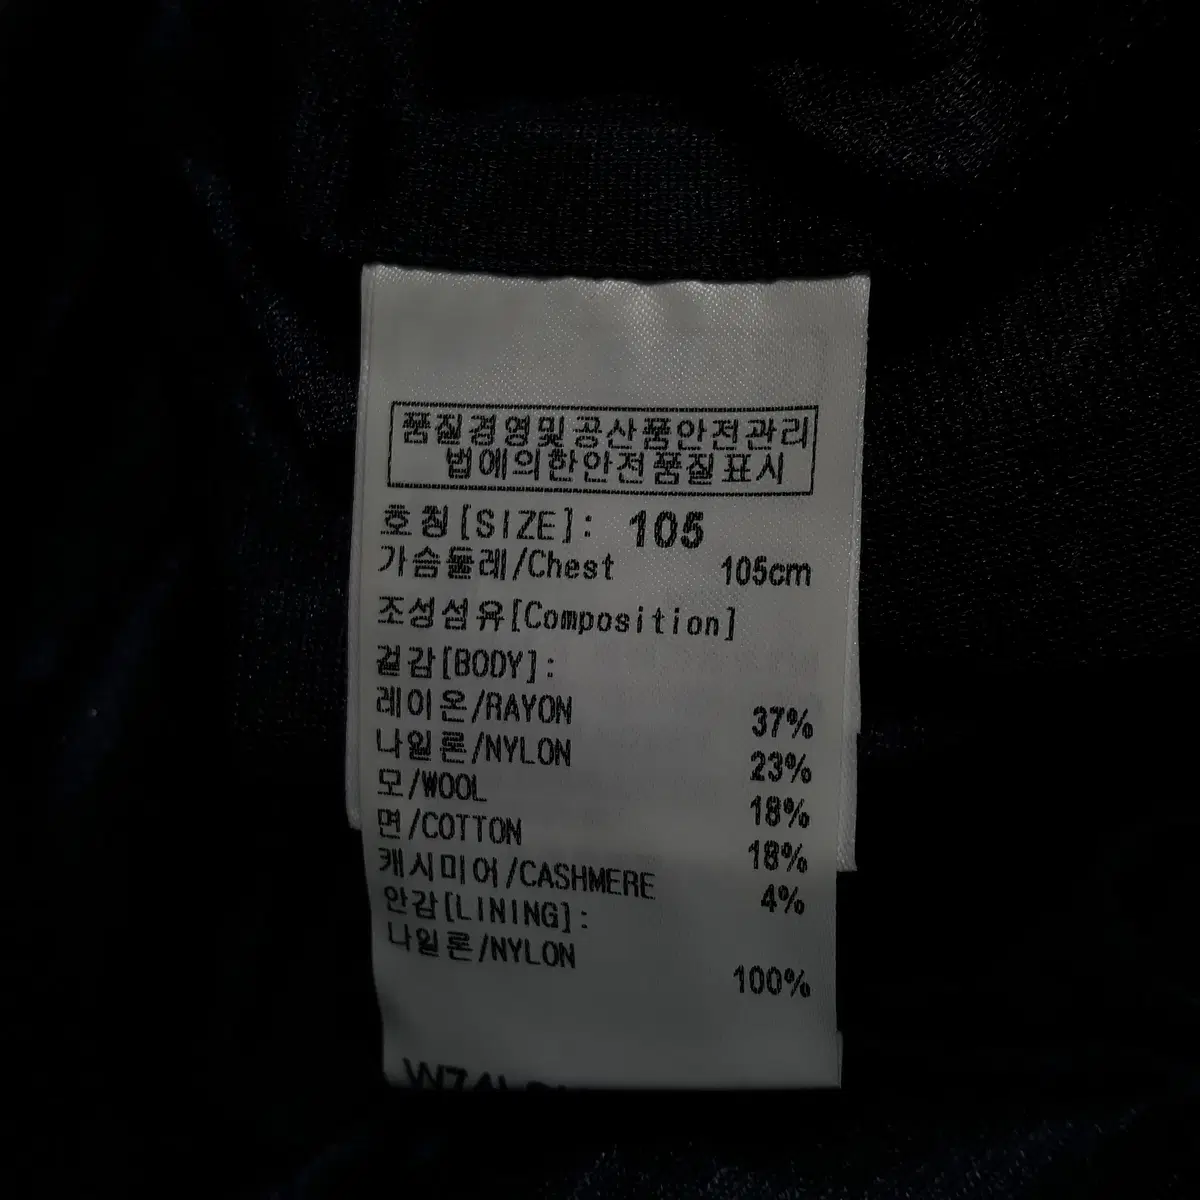 품질경영및공산품안전관리
법에의한안전품질표시
호칭[SIZE]: 105
가슴둘레/Chest 105cm
조성섬유[Composition]
겉감[BODY]:
레이온/RAYON 37%
나일론/NYLON 23%
모/WOOL 18%
면/COTTON 18%
캐시미어/CASHMERE 4%
안감[LINING]:
나일론/NYLON 100%